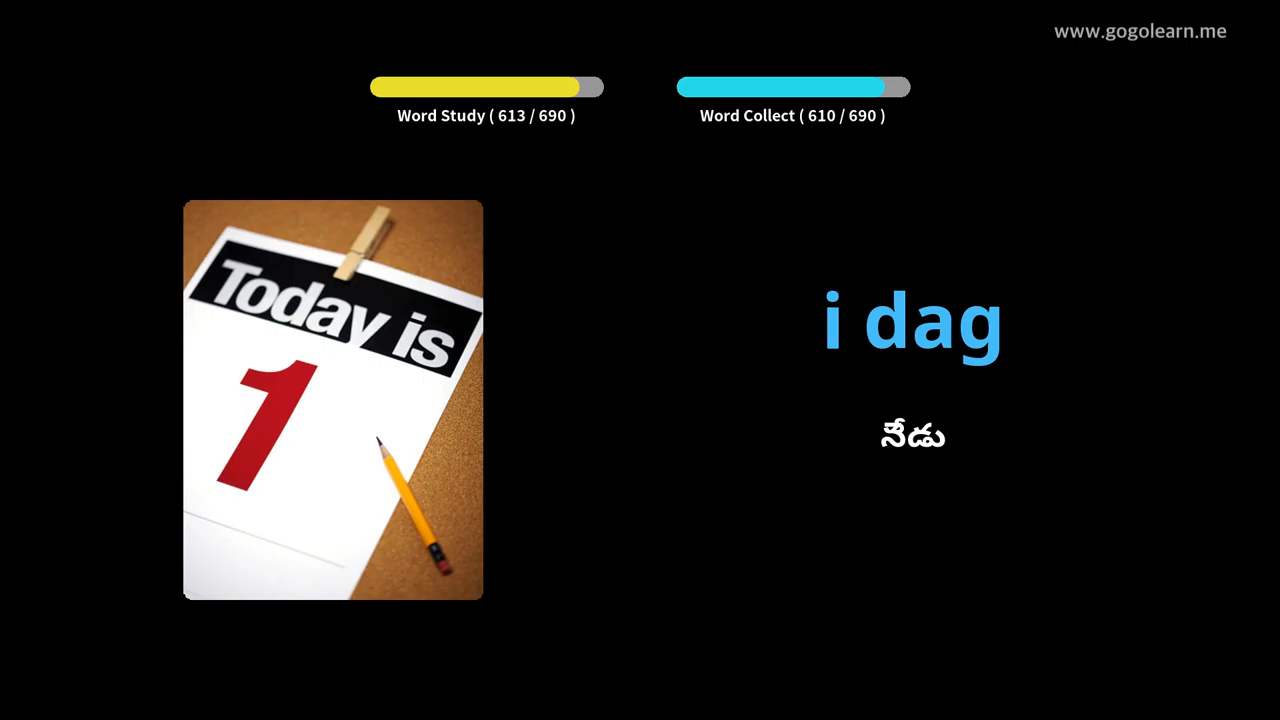 www.gogolearn.me
Word Study ( 613 / 690 )
Word Collect ( 610 / 690 )
Today is
1
i dag
నేడు